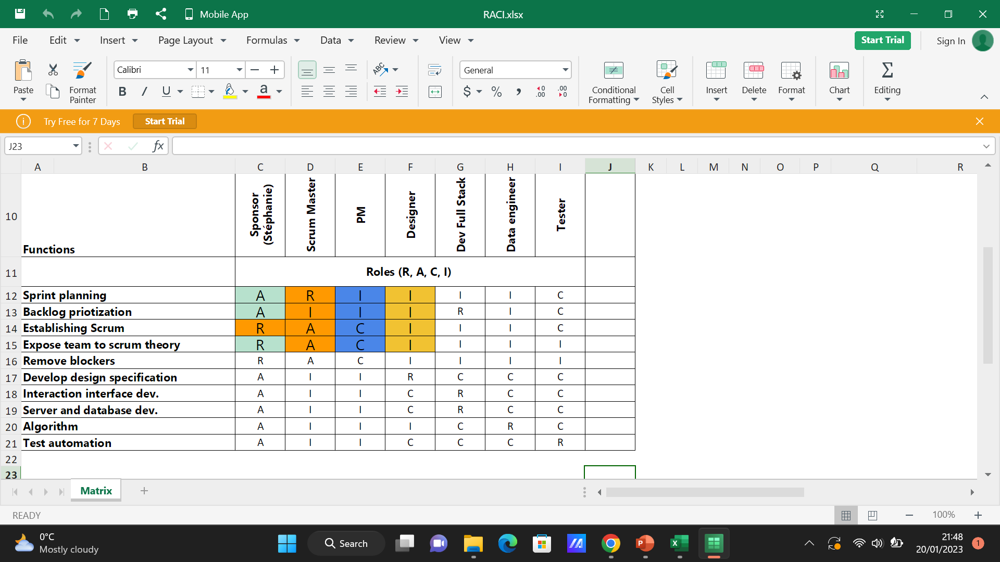 Mobile App
RACI.xlsx
File Edit Insert Page Layout Formulas Data Review View Start Trial Sign In
Calibri 11 ABC General
B I U a $ % , .00 .00
Paste Format Painter Conditional Formatting Cell Styles Insert Delete Format Chart Editing
Try Free for 7 Days Start Trial
J23 fx
A B C D E F G H I J K L M N O P Q R
10 Functions Sponsor (Stéphanie) Scrum Master PM Designer Dev Full Stack Data engineer Tester
11 Roles (R, A, C, I)
12 Sprint planning A R I I I I C
13 Backlog priotization A I I I R I C
14 Establishing Scrum R A C I I I C
15 Expose team to scrum theory R A C I I I I
16 Remove blockers R A C I I I I
17 Develop design specification A I I R C C C
18 Interaction interface dev. A I I C R C C
19 Server and database dev. A I I C R C C
20 Algorithm A I I I C R C
21 Test automation A I I C C C R
22
23
Matrix
READY 100%
0°C
Mostly cloudy
Search
21:48
20/01/2023
1